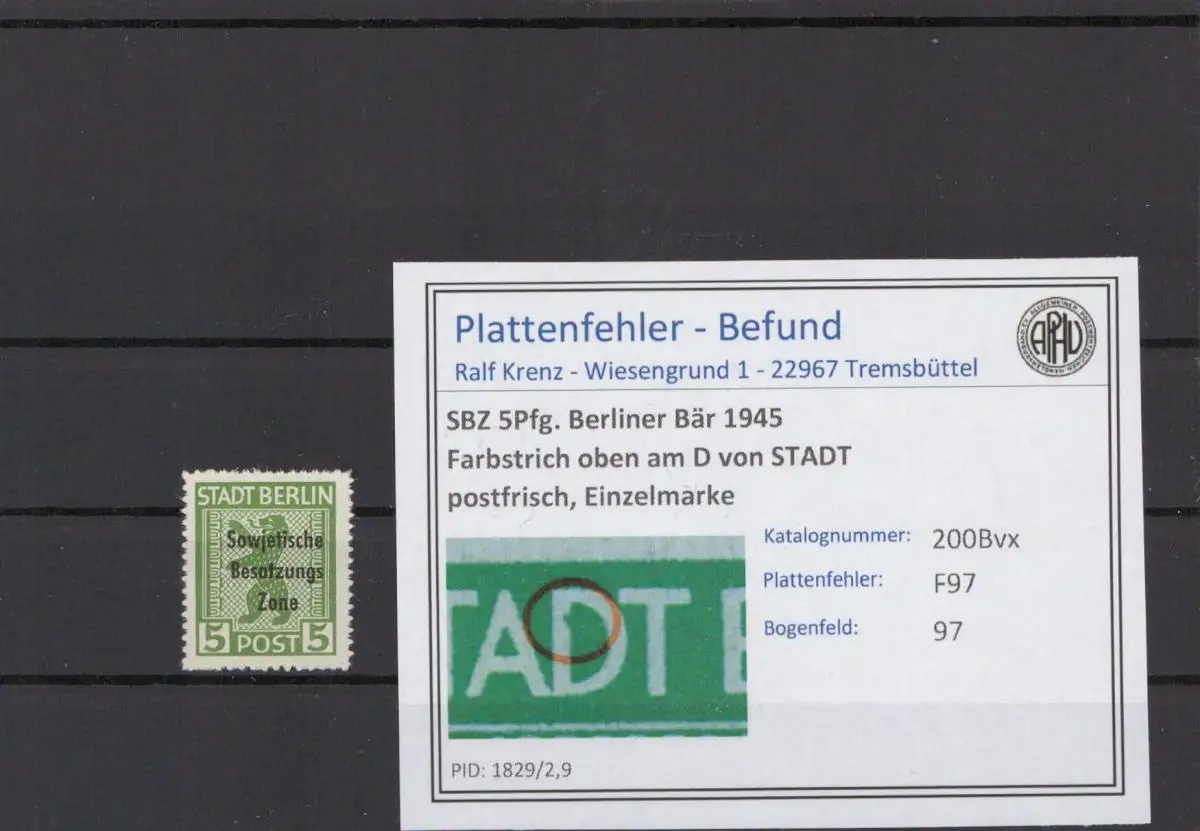 STADT BERLIN
Sowjetische
Besatzungs
Zone
5 POST 5
Plattenfehler - Befund
Ralf Krenz - Wiesengrund 1 - 22967 Tremsbüttel
APHV
SBZ 5Pfg. Berliner Bär 1945
Farbstrich oben am D von STADT
postfrisch, Einzelmarke
TADT
Katalognummer: 200Bvx
Plattenfehler: F97
Bogenfeld: 97
PID: 1829/2,9